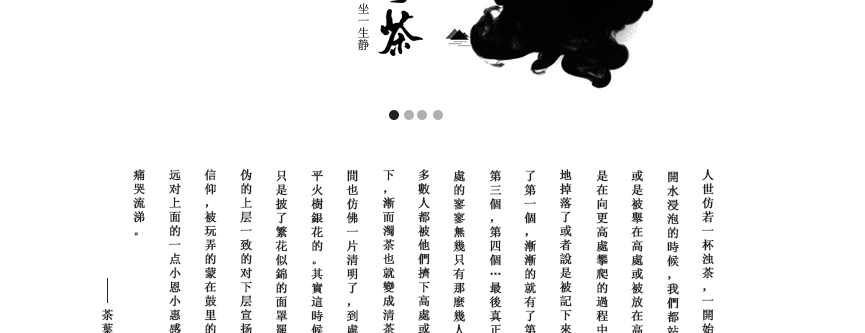 茶
坐一生静
人世仿若一杯浊茶，一開始
開水浸泡的時候，我們都站
或是被舉在高處或被放在高
是在向更高處攀爬的過程中
地掉落了或者說是被記下來
了第一個，漸漸的就有了第
第三個，第四個…最後真正
處的寥寥無幾只有那麼幾人
多數人都被他們擠下高處或
下，漸而濁茶也就變成清茶
間也仿佛一片清明了，到處
平火樹銀花的。其實這時候
只是披了繁花似錦的面罩羅
伪的上层一致的对下层宣扬
信仰，被玩弄的蒙在鼓里的
远对上面的一点小恩小惠感
痛哭流涕。
茶葉